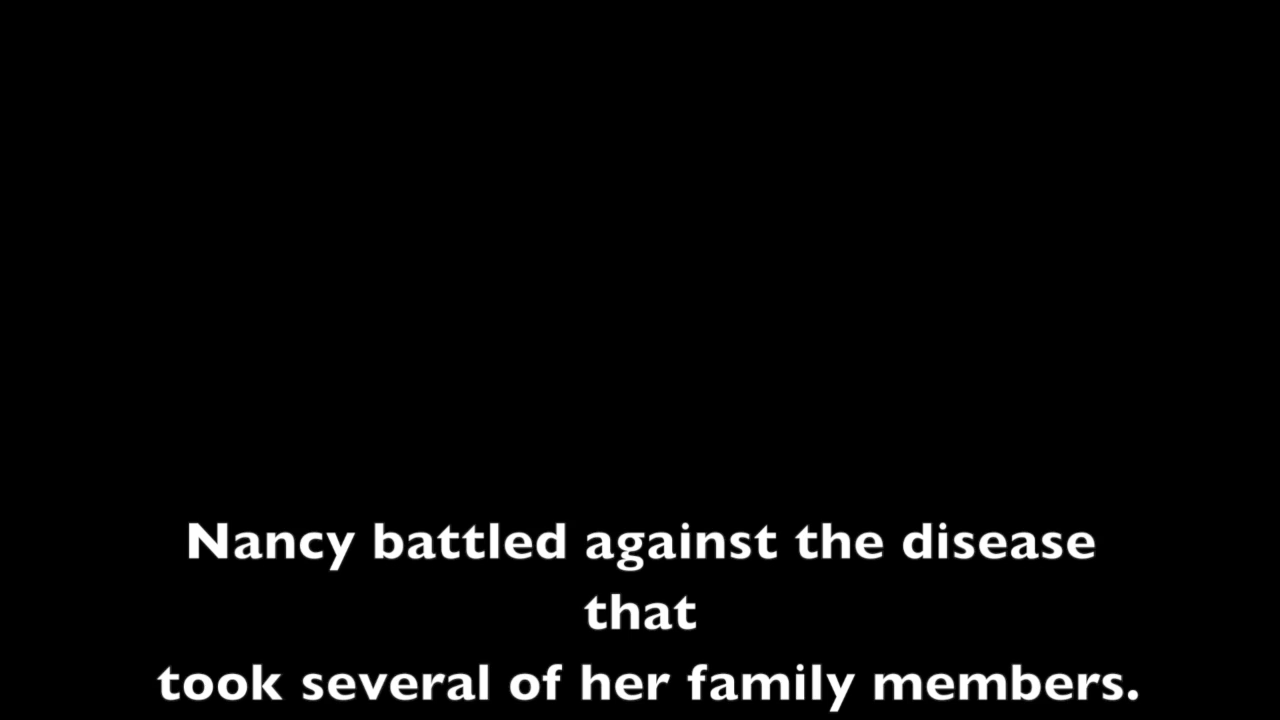 Nancy battled against the disease
that
took several of her family members.